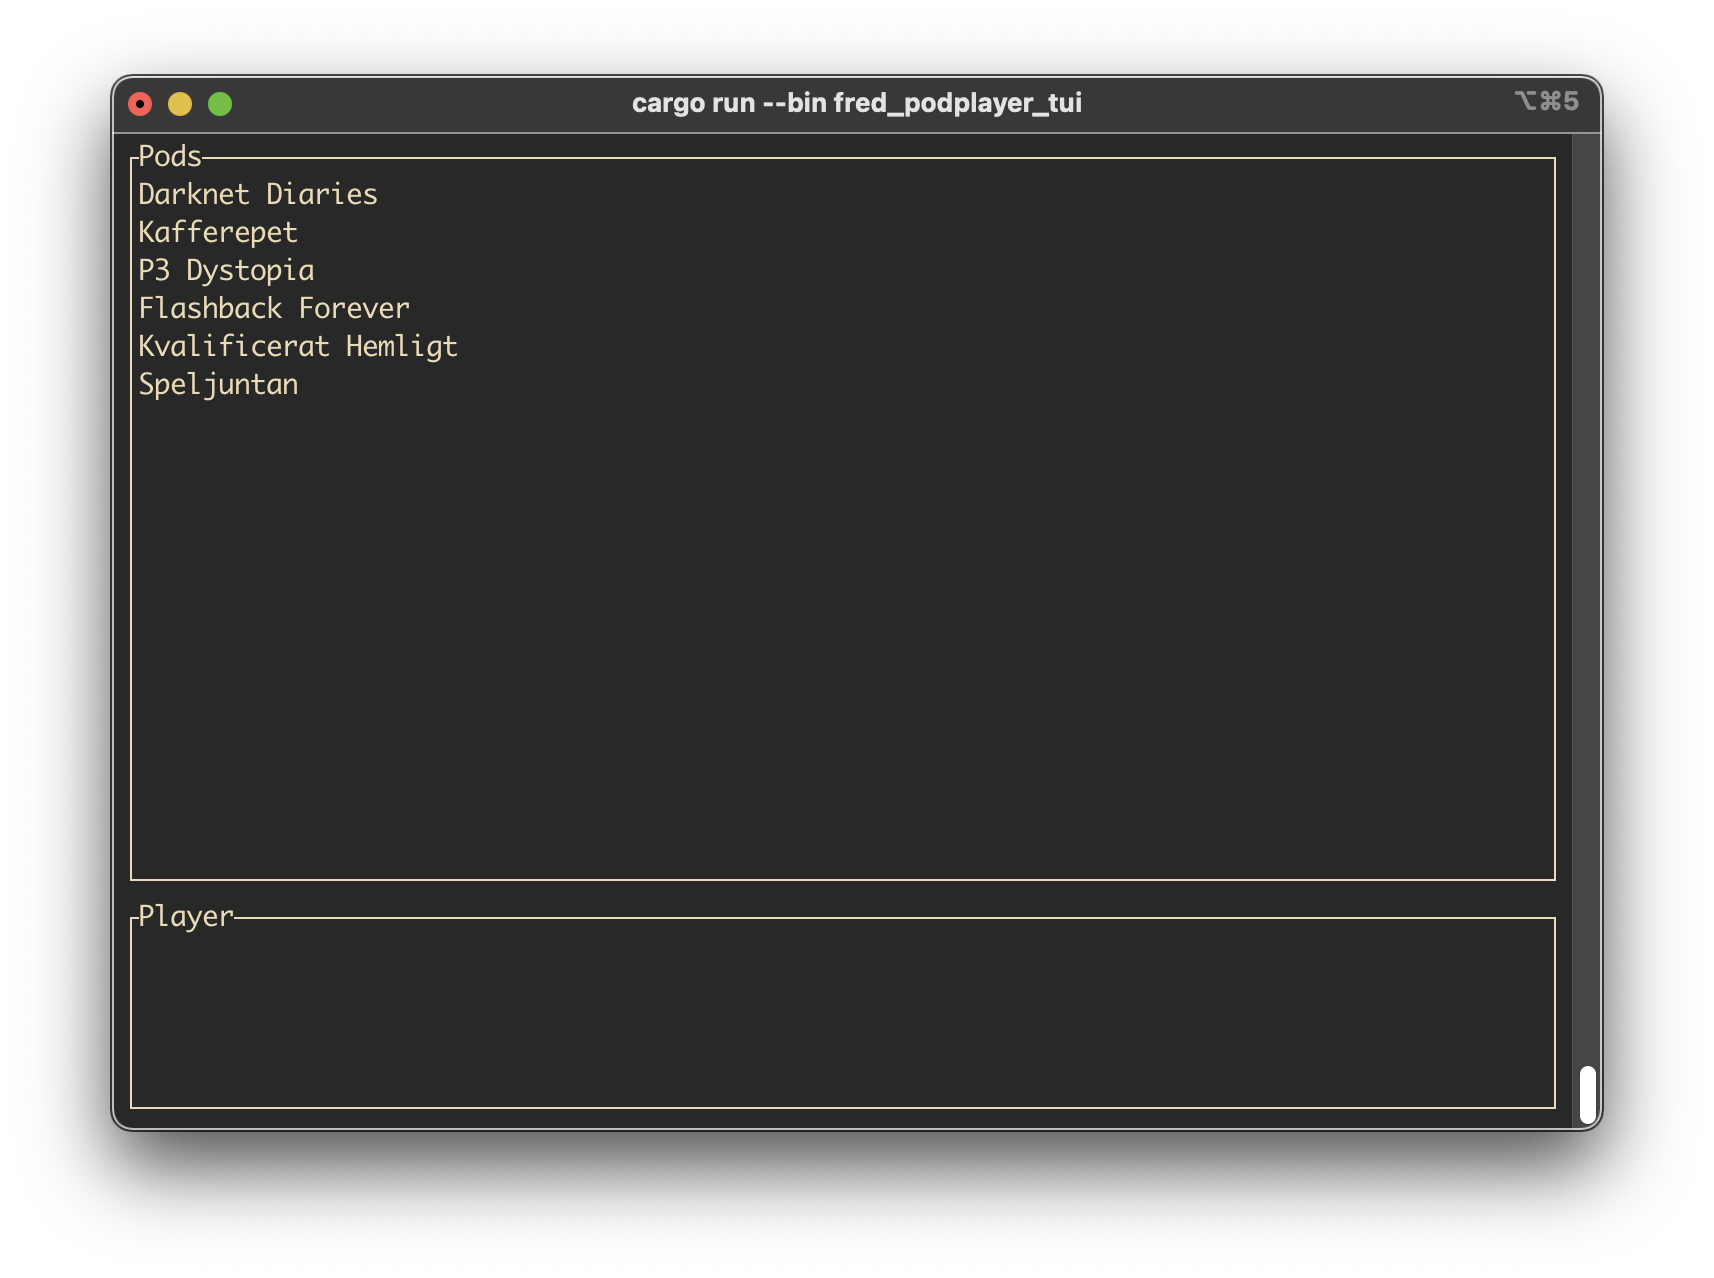 cargo run --bin fred_podplayer_tui
⌥⌘5
Pods
Darknet Diaries
Kafferepet
P3 Dystopia
Flashback Forever
Kvalificerat Hemligt
Speljuntan
Player